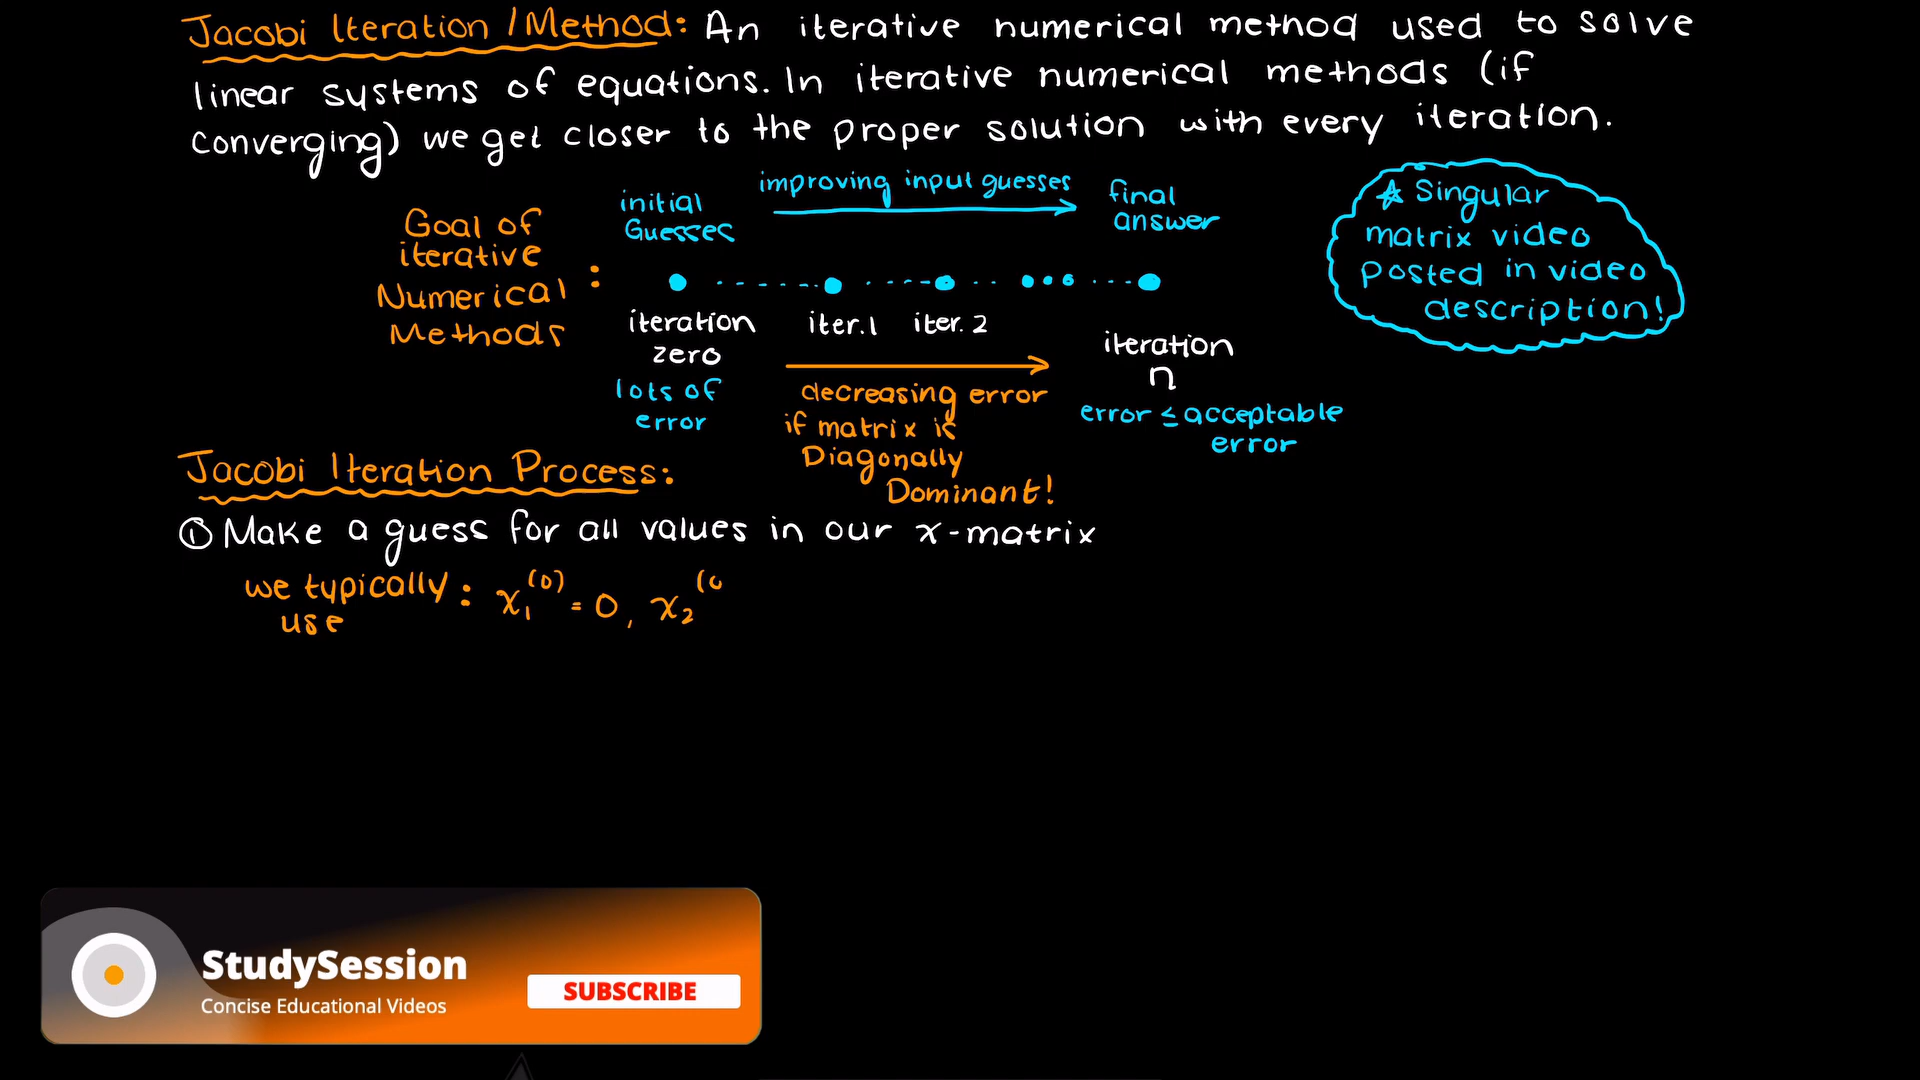 Jacobi Iteration / Method: An iterative numerical method used to solve
linear systems of equations. In iterative numerical methods (if
converging) we get closer to the proper solution with every iteration.
Goal of
iterative
Numerical
Methods
:
initial
Guesses
improving input guesses
final
answer
iteration
zero
iter.1
iter. 2
iteration
n
lots of
error
decreasing error
if matrix is
Diagonally
Dominant!
error ≤ acceptable
error
☆ Singular
matrix video
posted in video
description!
Jacobi Iteration Process:
① Make a guess for all values in our x-matrix
we typically
use
: x₁⁽⁰⁾ = 0, x₂⁽⁰
StudySession
Concise Educational Videos
SUBSCRIBE